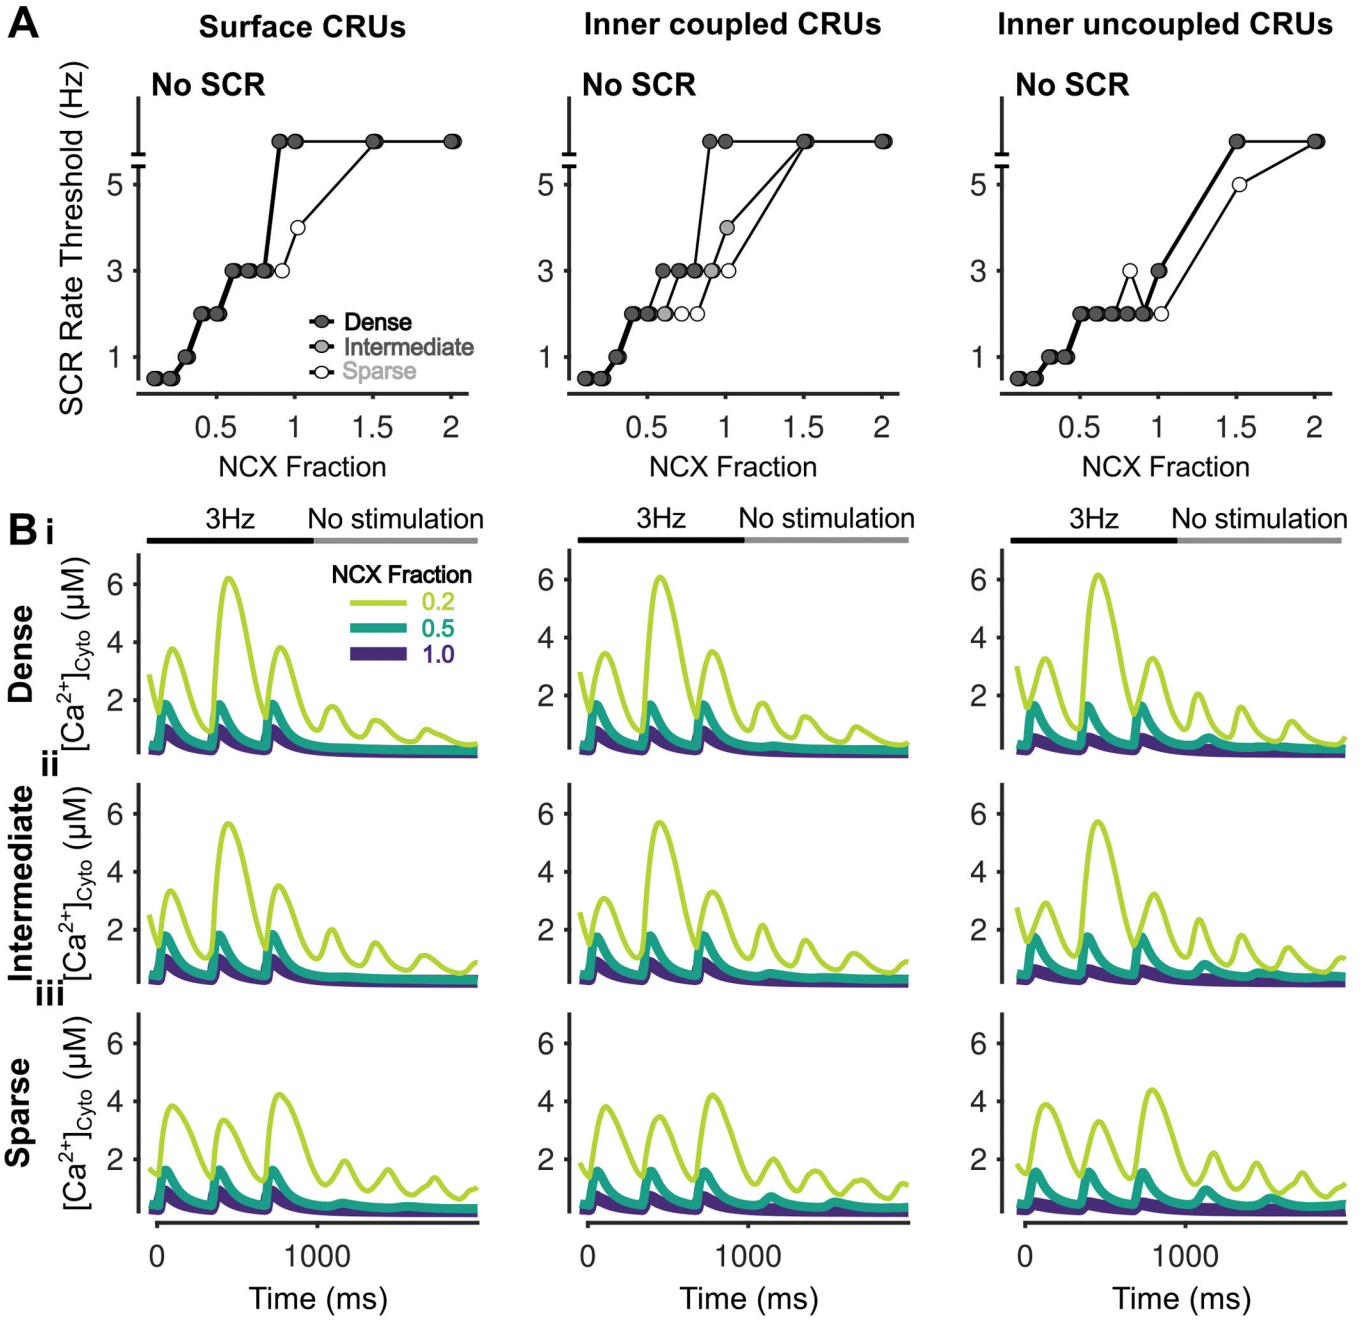 A
Surface CRUs
Inner coupled CRUs
Inner uncoupled CRUs
No SCR
No SCR
No SCR
SCR Rate Threshold (Hz)
5
3
1
5
3
1
5
3
1
Dense
Intermediate
Sparse
0.5 1 1.5 2
0.5 1 1.5 2
0.5 1 1.5 2
NCX Fraction
NCX Fraction
NCX Fraction
B i
3Hz No stimulation
3Hz No stimulation
3Hz No stimulation
NCX Fraction
0.2
0.5
1.0
Dense
[Ca²⁺]Cyto (μM)
6
4
2
6
4
2
6
4
2
ii
Intermediate
[Ca²⁺]Cyto (μM)
6
4
2
6
4
2
6
4
2
iii
Sparse
[Ca²⁺]Cyto (μM)
6
4
2
6
4
2
6
4
2
0 1000
0 1000
0 1000
Time (ms)
Time (ms)
Time (ms)